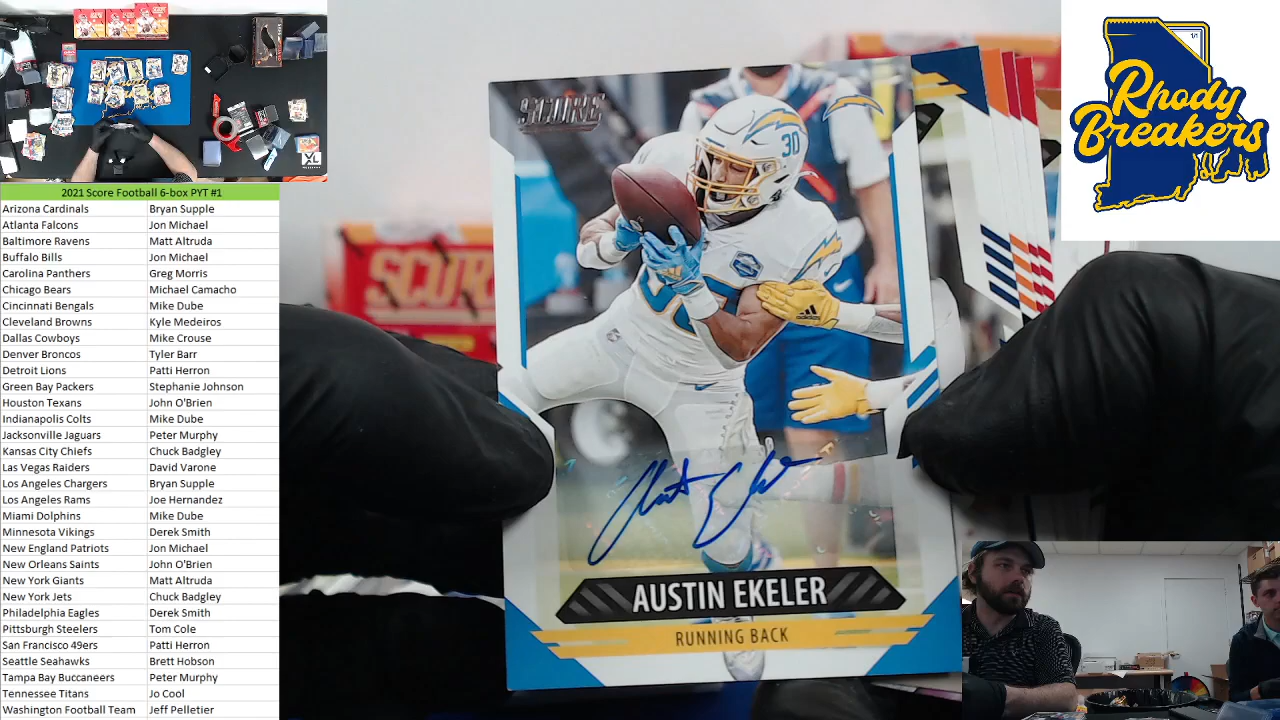 2021 Score Football 6-box PYT #1
Arizona Cardinals Bryan Supple
Atlanta Falcons Jon Michael
Baltimore Ravens Matt Altruda
Buffalo Bills Jon Michael
Carolina Panthers Greg Morris
Chicago Bears Michael Camacho
Cincinnati Bengals Mike Dube
Cleveland Browns Kyle Medeiros
Dallas Cowboys Mike Crouse
Denver Broncos Tyler Barr
Detroit Lions Patti Herron
Green Bay Packers Stephanie Johnson
Houston Texans John O'Brien
Indianapolis Colts Mike Dube
Jacksonville Jaguars Peter Murphy
Kansas City Chiefs Chuck Badgley
Las Vegas Raiders David Varone
Los Angeles Chargers Bryan Supple
Los Angeles Rams Joe Hernandez
Miami Dolphins Mike Dube
Minnesota Vikings Derek Smith
New England Patriots Jon Michael
New Orleans Saints John O'Brien
New York Giants Matt Altruda
New York Jets Chuck Badgley
Philadelphia Eagles Derek Smith
Pittsburgh Steelers Tom Cole
San Francisco 49ers Patti Herron
Seattle Seahawks Brett Hobson
Tampa Bay Buccaneers Peter Murphy
Tennessee Titans Jo Cool
Washington Football Team Jeff Pelletier
SCORE
30
SCORE
adidas
AUSTIN EKELER
RUNNING BACK
1/1
Rhody
Breakers
XL